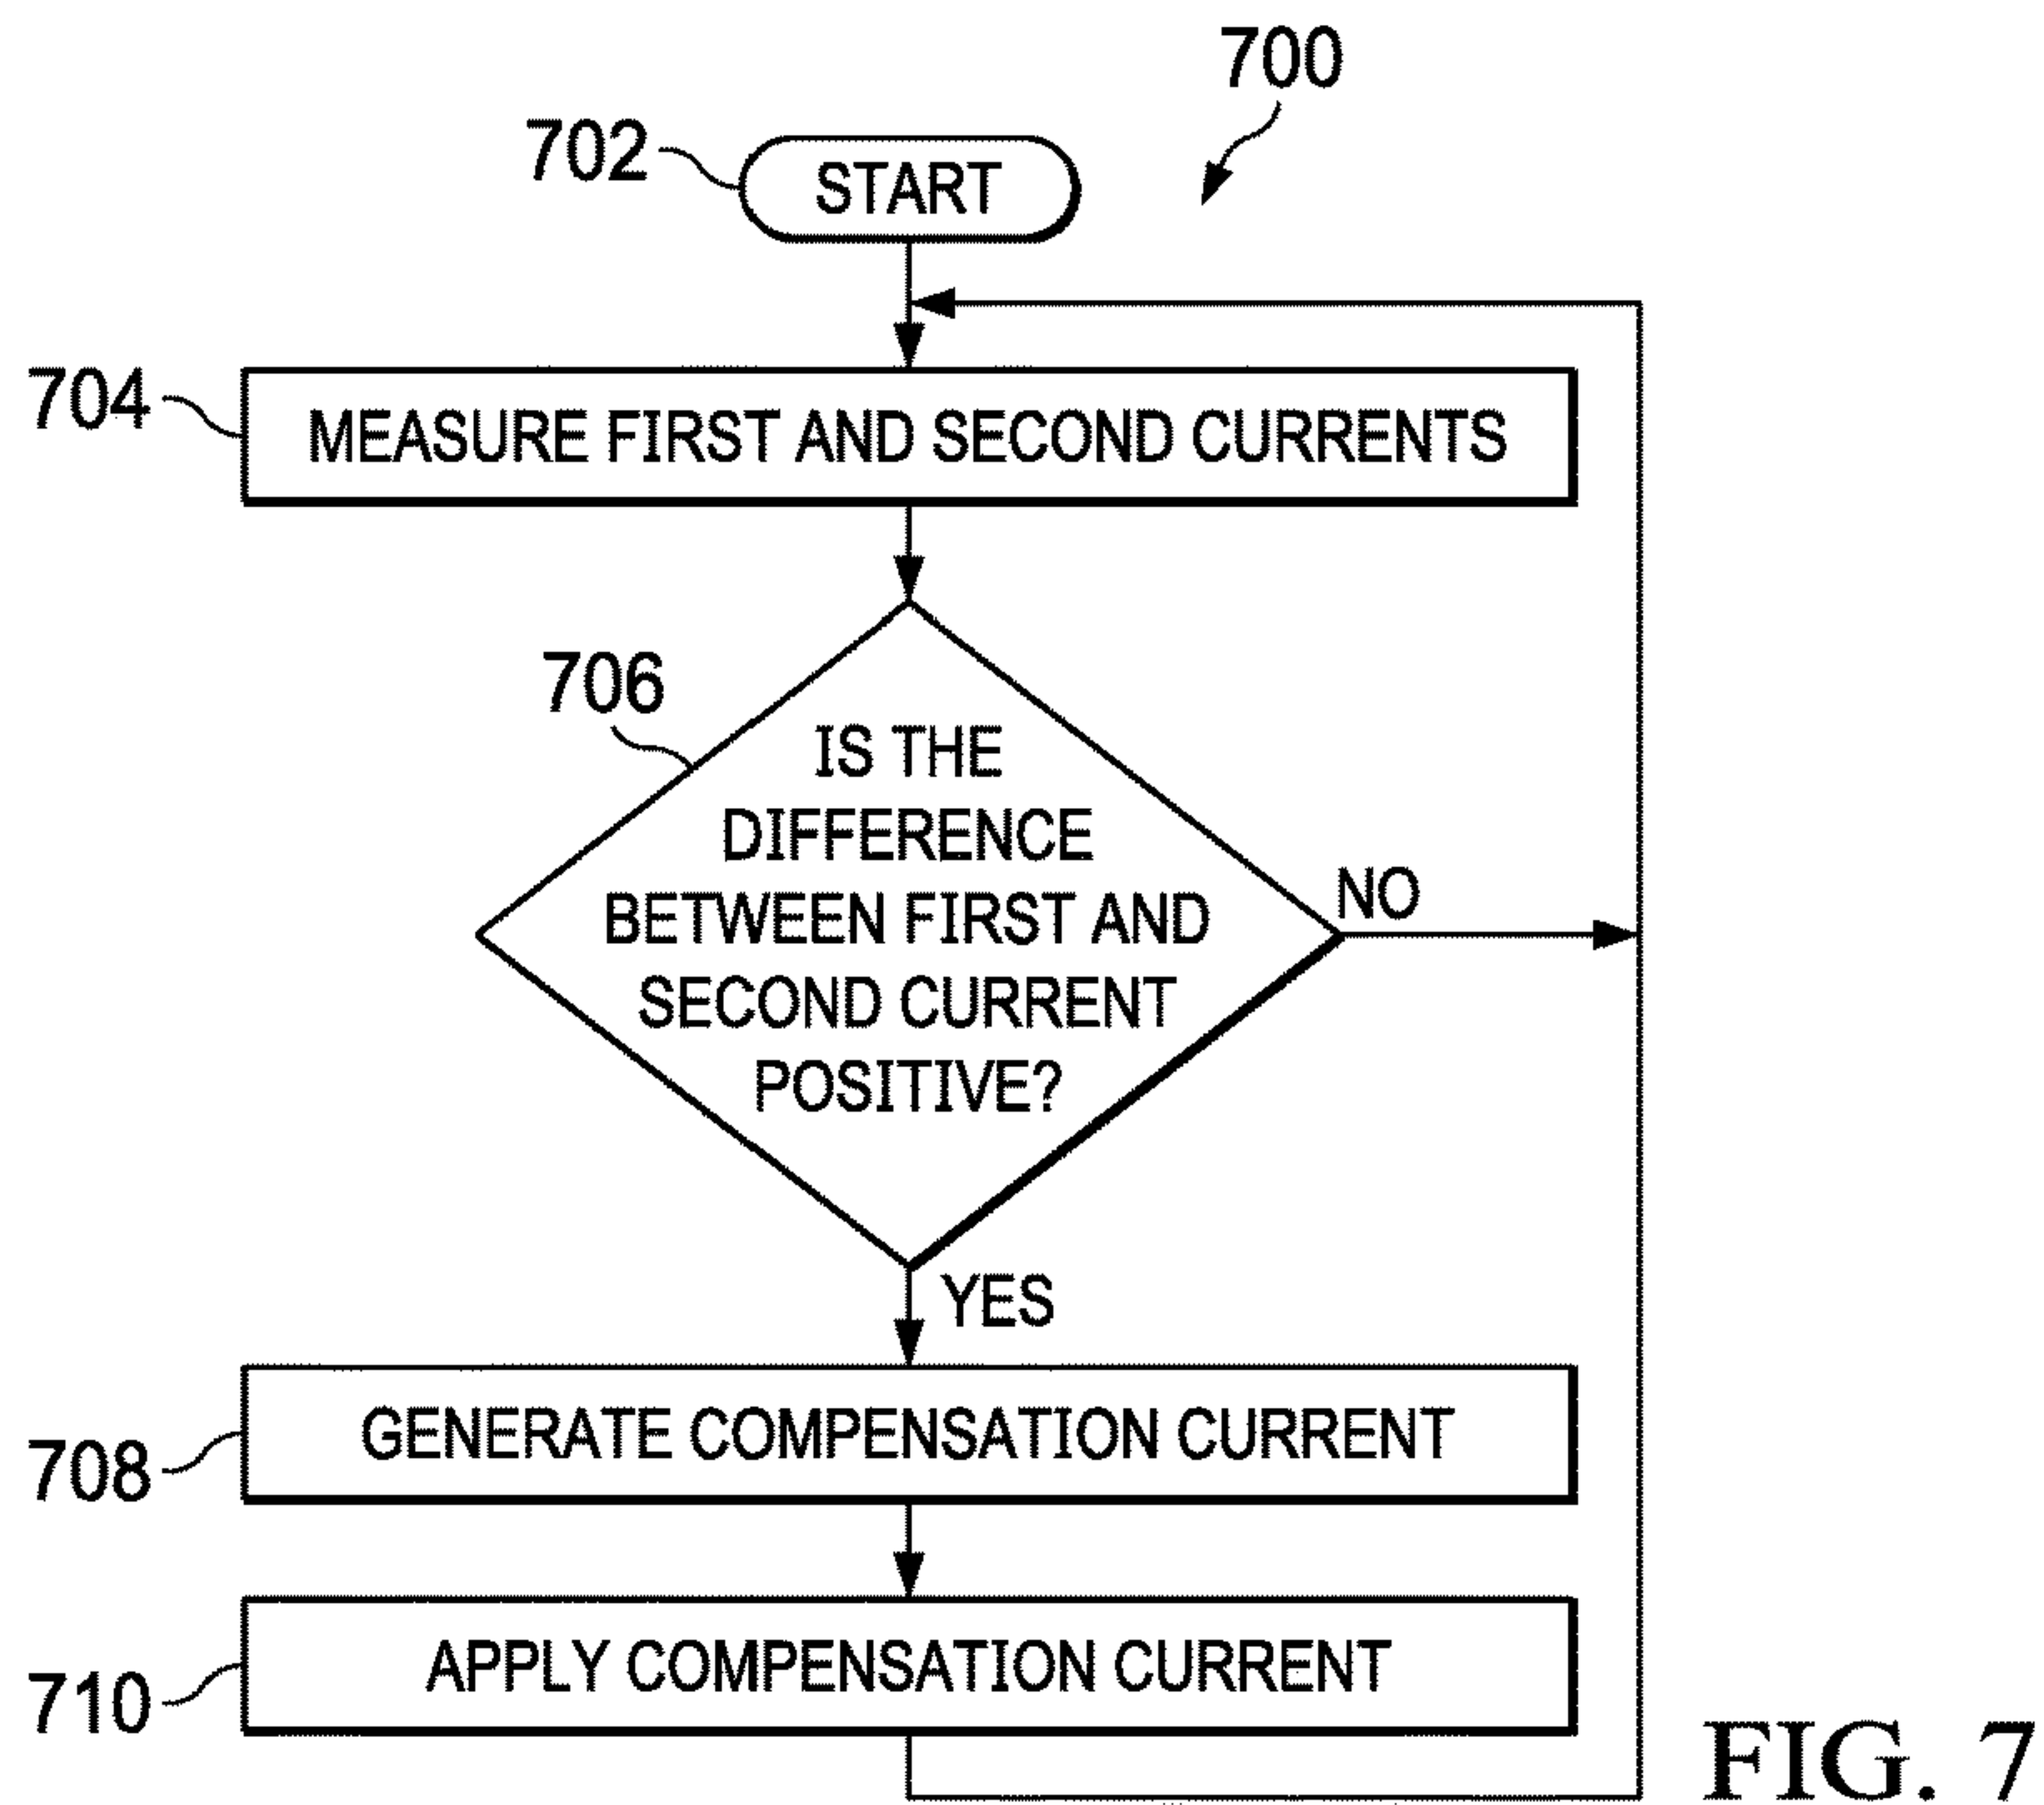 700
702
START
704
MEASURE FIRST AND SECOND CURRENTS
706
IS THE
DIFFERENCE
BETWEEN FIRST AND
SECOND CURRENT
POSITIVE?
NO
YES
708
GENERATE COMPENSATION CURRENT
710
APPLY COMPENSATION CURRENT
FIG. 7